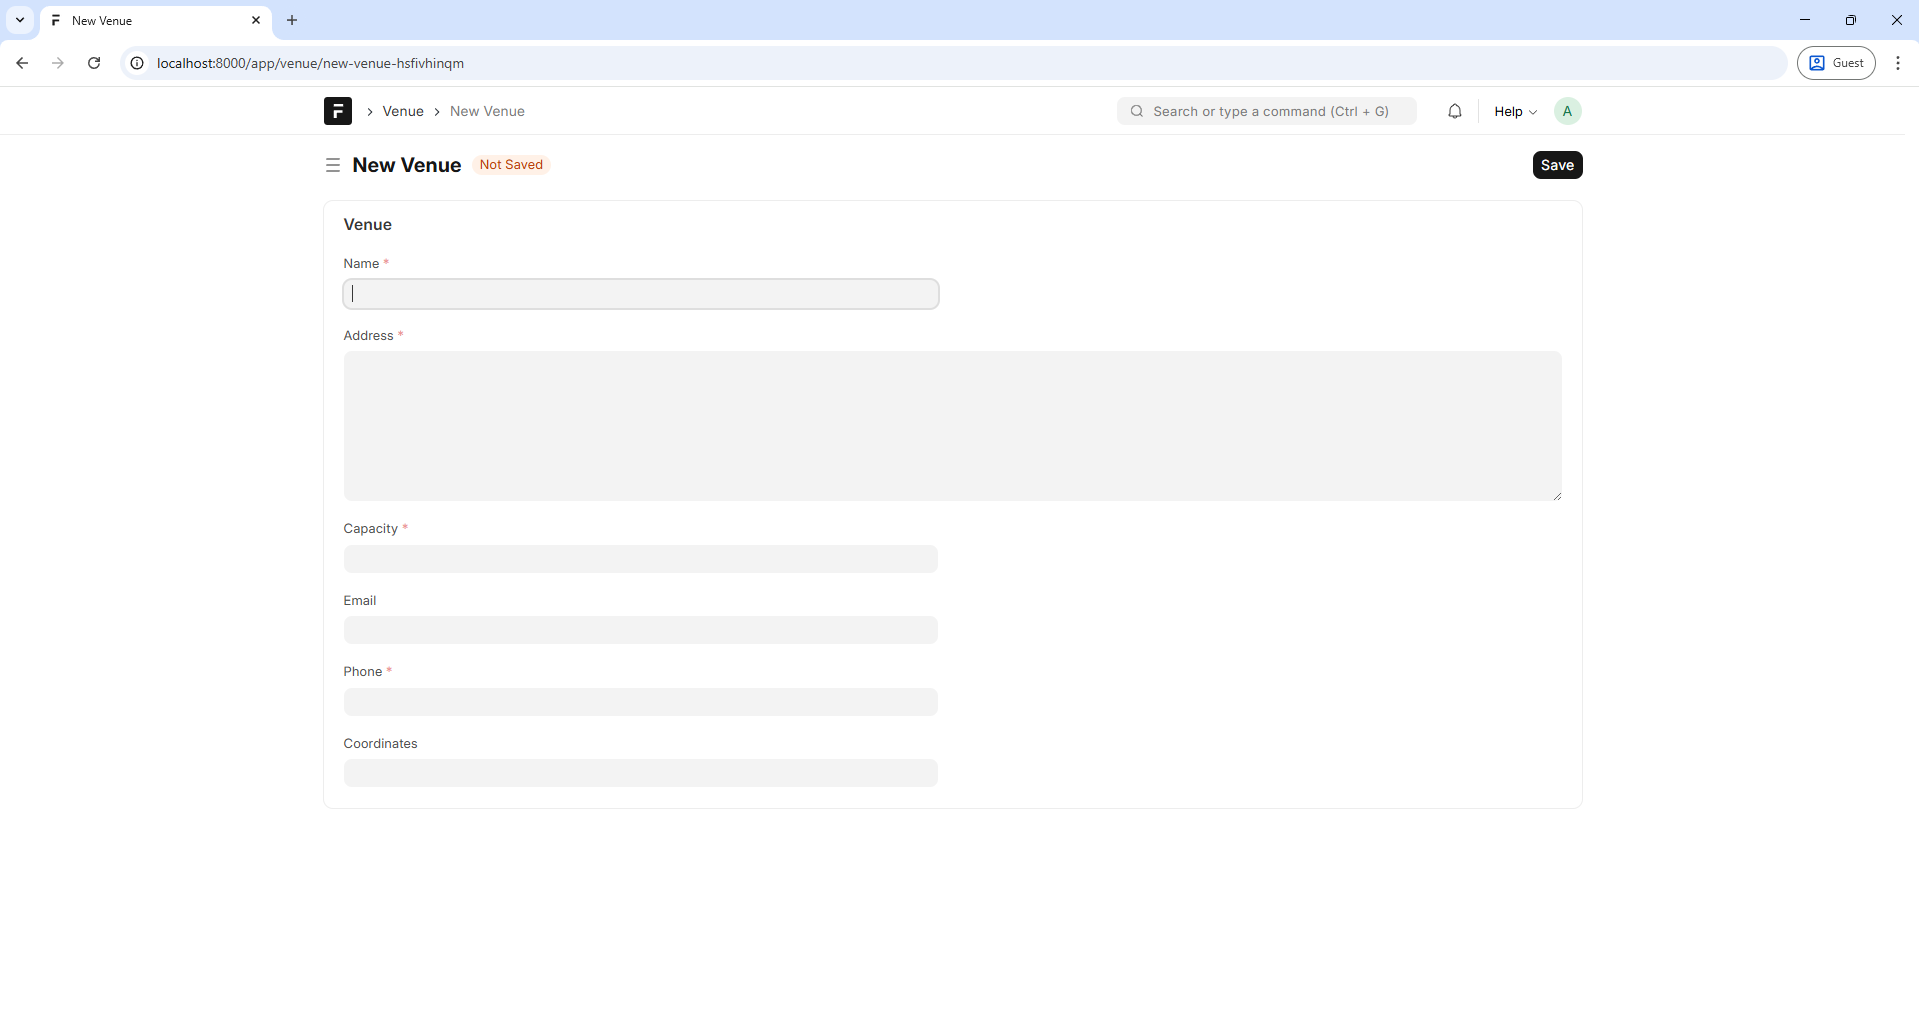 New Venue
localhost:8000/app/venue/new-venue-hsfivhinqm
Guest
Venue
New Venue
Search or type a command (Ctrl + G)
Help
A
New Venue
Not Saved
Save
Venue
Name *
Address *
Capacity *
Email
Phone *
Coordinates